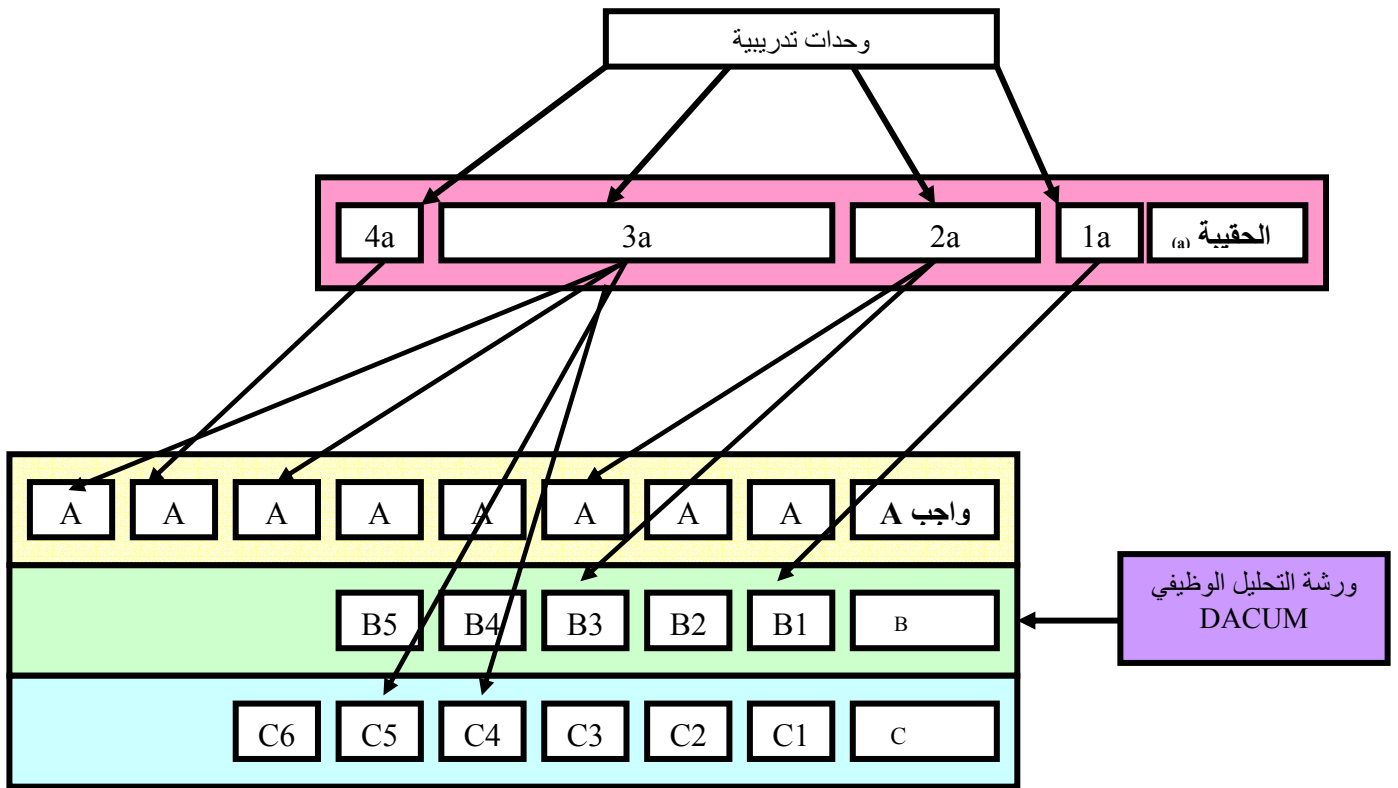 وحدات تدريبية
الحقيبة (a)
1a
2a
3a
4a
واجب A
A
A
A
A
A
A
A
A
B
B1
B2
B3
B4
B5
C
C1
C2
C3
C4
C5
C6
ورشة التحليل الوظيفي
DACUM